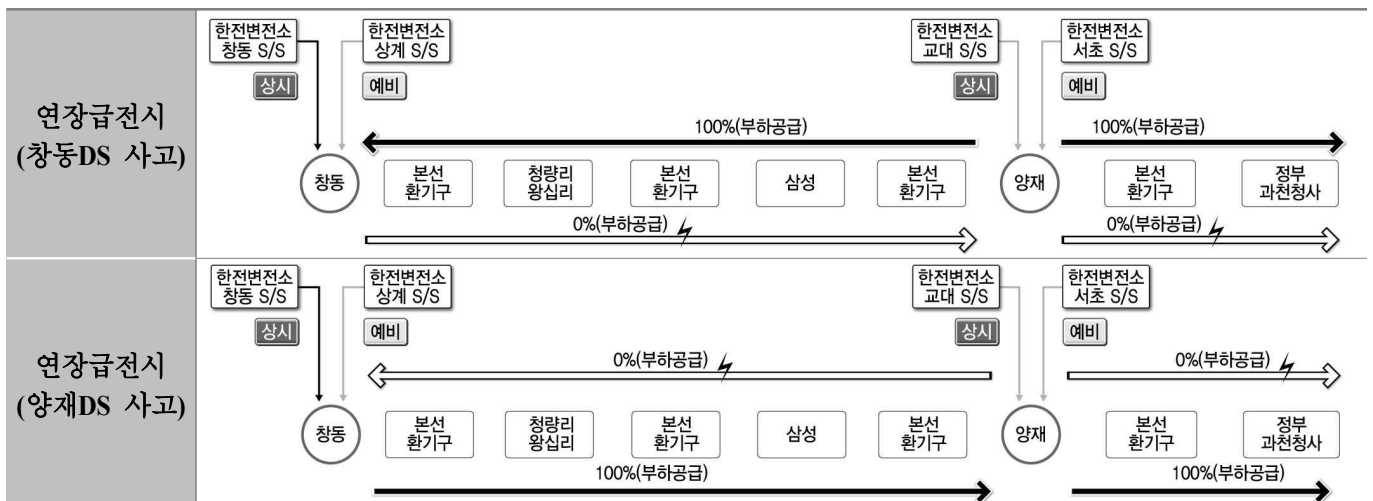 연장급전시
(창동DS 사고)
한전변전소
창동 S/S
한전변전소
상계 S/S
한전변전소
교대 S/S
한전변전소
서초 S/S
상시
예비
상시
예비
100%(부하공급)
100%(부하공급)
창동
본선
환기구
청량리
왕십리
본선
환기구
삼성
본선
환기구
양재
본선
환기구
정부
과천청사
0%(부하공급)
0%(부하공급)
연장급전시
(양재DS 사고)
한전변전소
창동 S/S
한전변전소
상계 S/S
한전변전소
교대 S/S
한전변전소
서초 S/S
상시
예비
상시
예비
0%(부하공급)
0%(부하공급)
창동
본선
환기구
청량리
왕십리
본선
환기구
삼성
본선
환기구
양재
본선
환기구
정부
과천청사
100%(부하공급)
100%(부하공급)